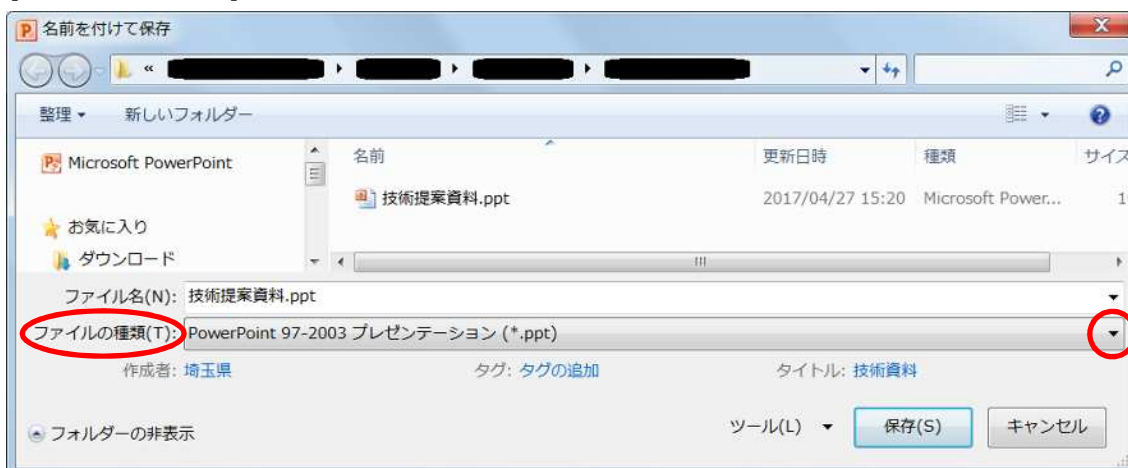 名前を付けて保存
«
整理 新しいフォルダー
Microsoft PowerPoint
お気に入り
ダウンロード
名前 更新日時 種類 サイズ
技術提案資料.ppt 2017/04/27 15:20 Microsoft Power... 1
ファイル名(N): 技術提案資料.ppt
ファイルの種類(T): PowerPoint 97-2003 プレゼンテーション (*.ppt)
作成者: 埼玉県 タグ: タグの追加 タイトル: 技術資料
フォルダーの非表示 ツール(L) 保存(S) キャンセル